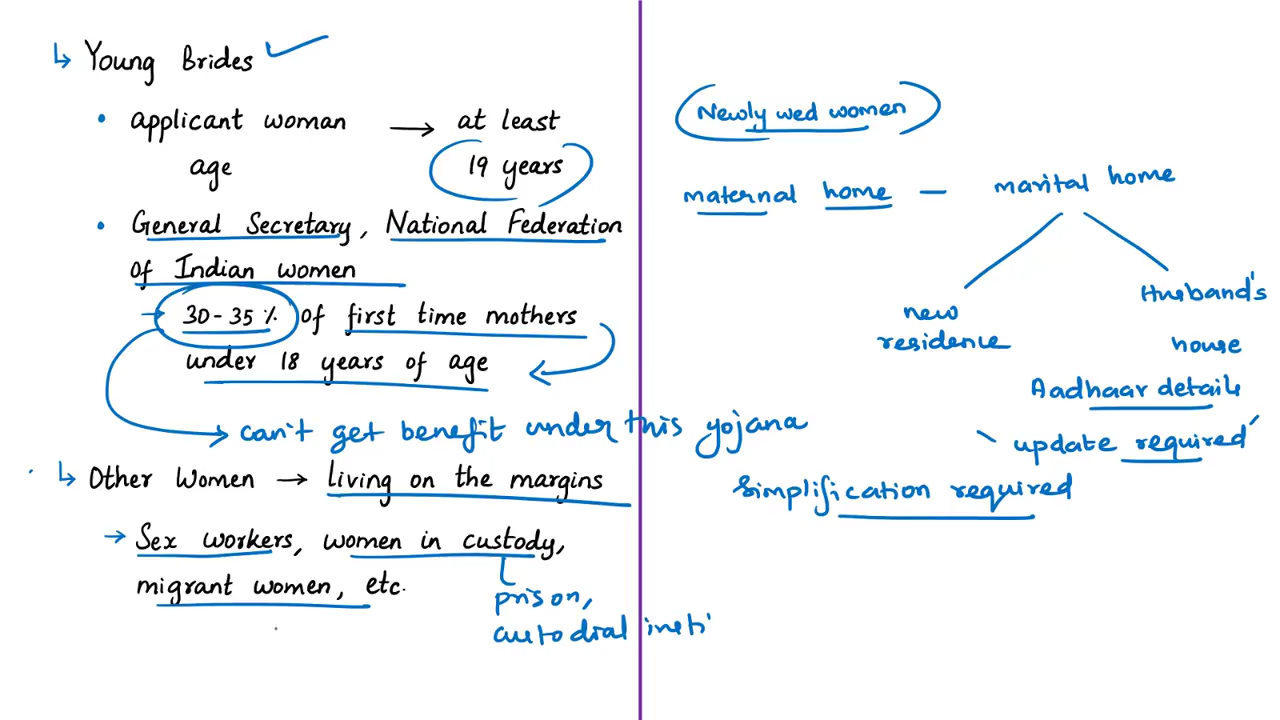 ↳ Young Brides ✓
• applicant woman → at least
age 19 years
• General Secretary, National Federation
of Indian women
→ 30-35% of first time mothers
under 18 years of age
→ can't get benefit under this yojana
↳ Other Women → living on the margins
→ Sex workers, women in custody,
migrant women, etc.
prison,
custodial insti
(Newly wed women)
maternal home — marital home
new
residence
Husband's
house
Aadhaar details
update required
simplification required